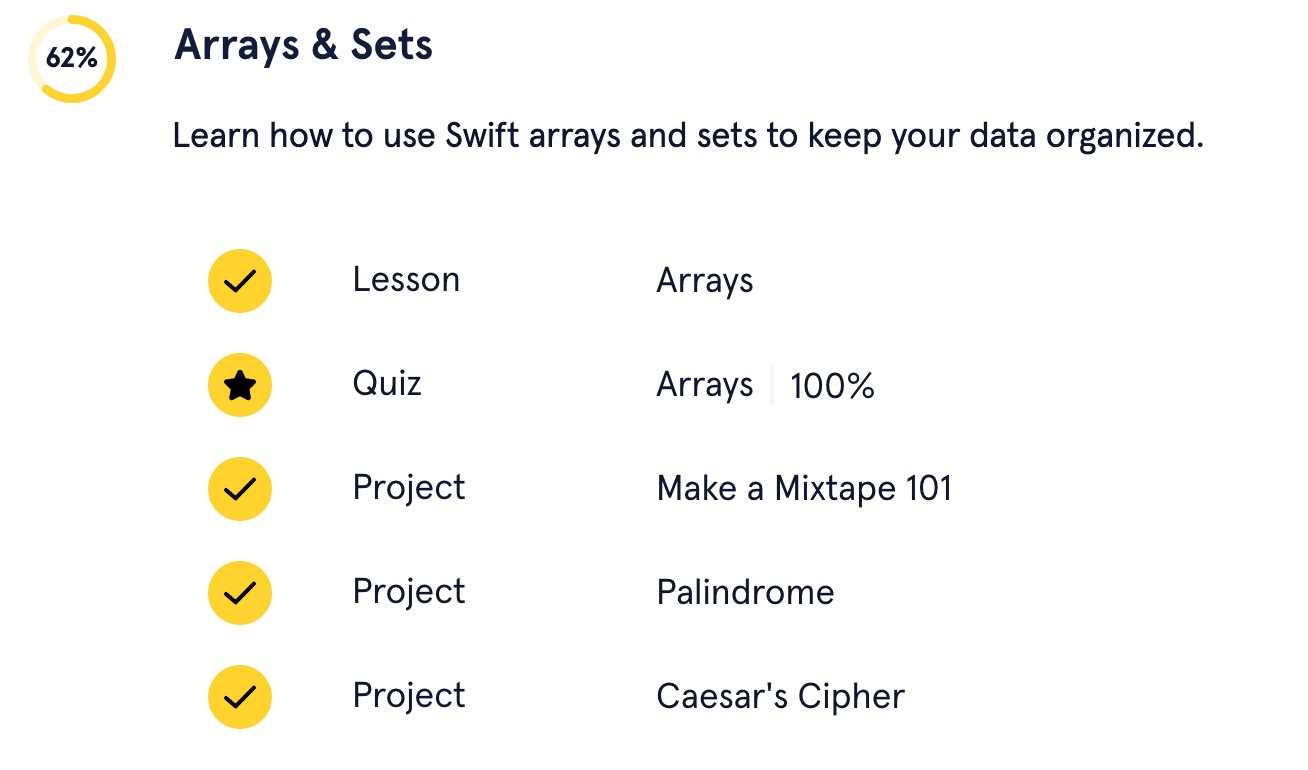 62%
Arrays & Sets
Learn how to use Swift arrays and sets to keep your data organized.
Lesson Arrays
Quiz Arrays 100%
Project Make a Mixtape 101
Project Palindrome
Project Caesar's Cipher